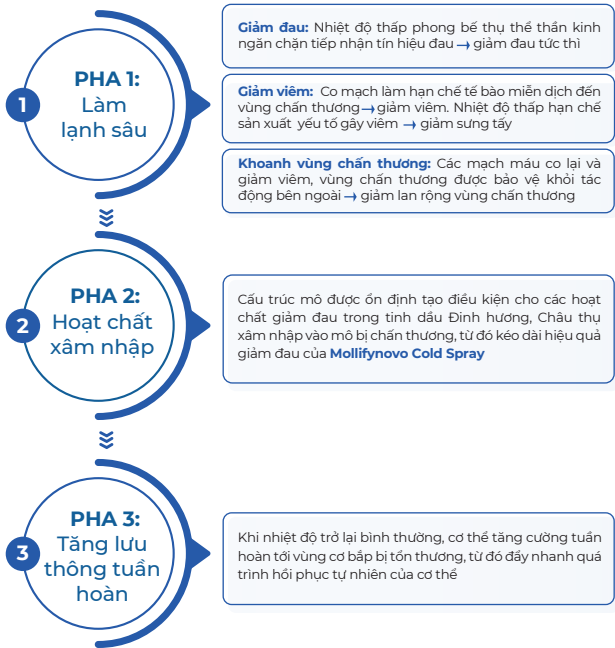 1
PHA 1:
Làm
lạnh sâu
Giảm đau: Nhiệt độ thấp phong bế thụ thể thần kinh
ngăn chặn tiếp nhận tín hiệu đau → giảm đau tức thì
Giảm viêm: Co mạch làm hạn chế tế bào miễn dịch đến
vùng chấn thương → giảm viêm. Nhiệt độ thấp hạn chế
sản xuất yếu tố gây viêm → giảm sưng tấy
Khoanh vùng chấn thương: Các mạch máu co lại và
giảm viêm, vùng chấn thương được bảo vệ khỏi tác
động bên ngoài → giảm lan rộng vùng chấn thương
2
PHA 2:
Hoạt chất
xâm nhập
Cấu trúc mô được ổn định tạo điều kiện cho các hoạt
chất giảm đau trong tinh dầu Đinh hương, Châu thụ
xâm nhập vào mô bị chấn thương, từ đó kéo dài hiệu quả
giảm đau của Mollifynovo Cold Spray
3
PHA 3:
Tăng lưu
thông tuần
hoàn
Khi nhiệt độ trở lại bình thường, cơ thể tăng cường tuần
hoàn tới vùng cơ bắp bị tổn thương, từ đó đẩy nhanh quá
trình hồi phục tự nhiên của cơ thể